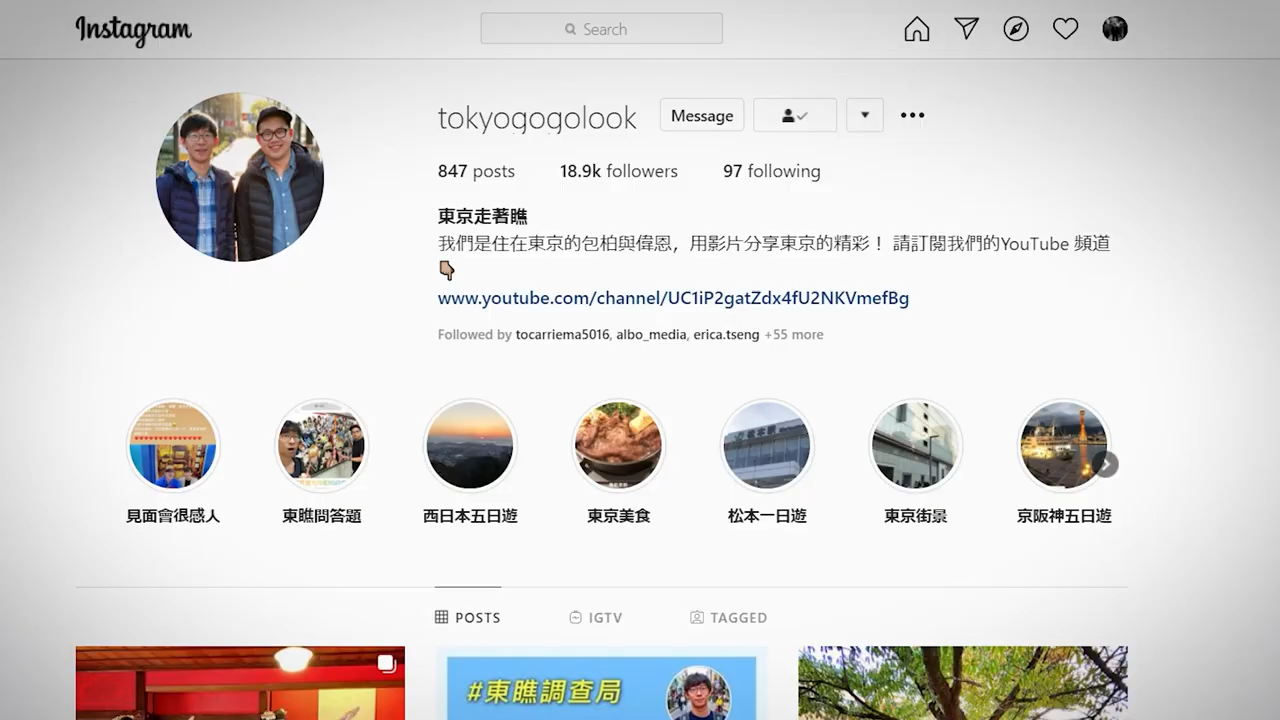 Instagram
Search
tokyogogolook
Message
847 posts
18.9k followers
97 following
東京走著瞧
我們是住在東京的包柏與偉恩，用影片分享東京的精彩！ 請訂閱我們的YouTube 頻道
👇🏼
www.youtube.com/channel/UC1iP2gatZdx4fU2NKVmefBg
Followed by tocarriema5016, albo_media, erica.tseng +55 more
見面會很感人
東瞧問答題
西日本五日遊
東京美食
松本一日遊
東京街景
京阪神五日遊
POSTS
IGTV
TAGGED
#東瞧調查局